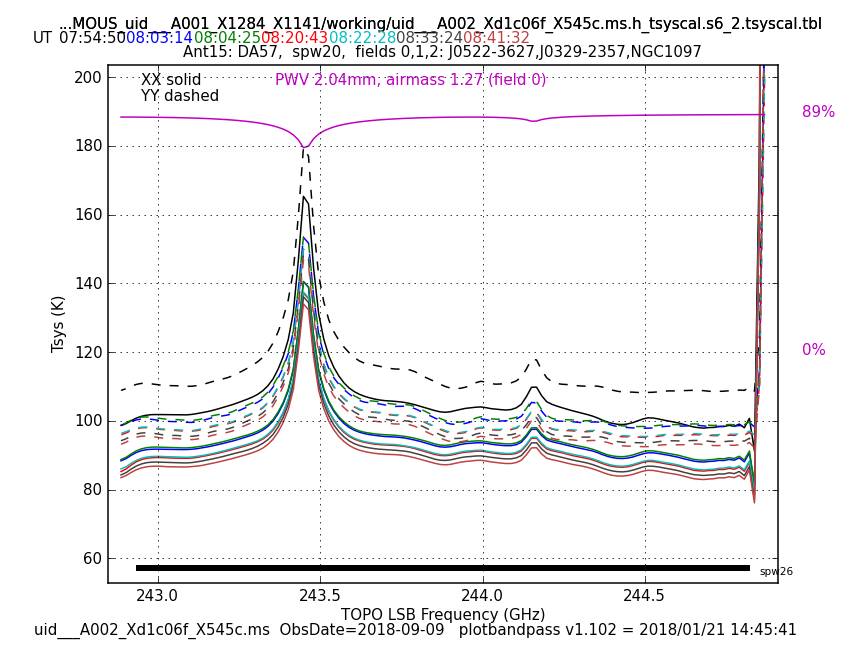 ...MOUS_uid___A001_X1284_X1141/working/uid___A002_Xd1c06f_X545c.ms.h_tsyscal.s6_2.tsyscal.tbl
UT 07:54:50 08:03:14 08:04:25 08:20:43 08:22:28 08:33:24 08:41:32
Ant15: DA57, spw20, fields 0,1,2: J0522-3627,J0329-2357,NGC1097
XX solid
PWV 2.04mm, airmass 1.27 (field 0)
YY dashed
200
180
160
140
120
100
80
60
Tsys (K)
89%
0%
spw26
243.0 243.5 244.0 244.5
TOPO LSB Frequency (GHz)
uid___A002_Xd1c06f_X545c.ms ObsDate=2018-09-09 plotbandpass v1.102 = 2018/01/21 14:45:41